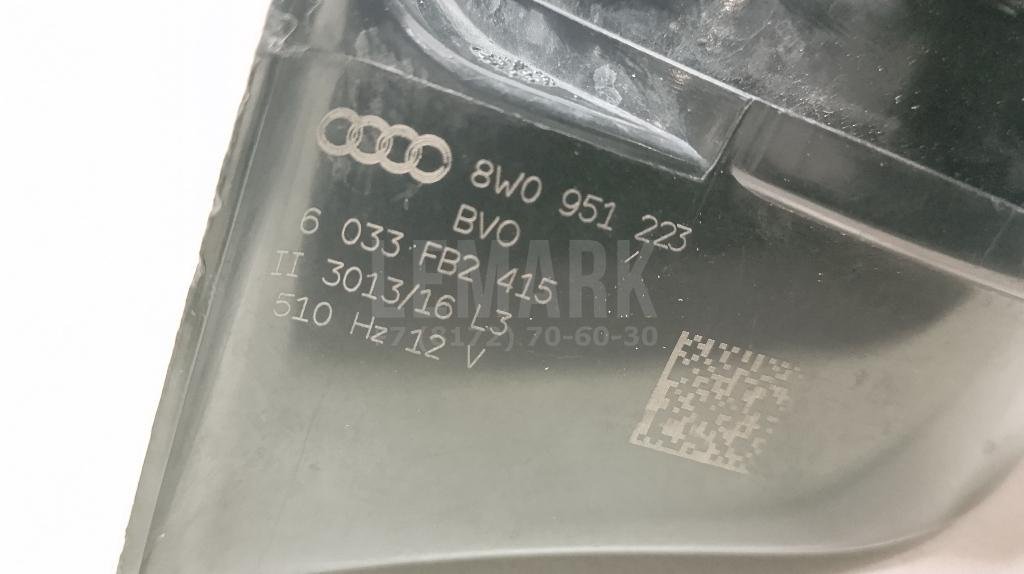 8W0 951 223
BVO
6 033 FB2 415
II 3013/16 L3
510 Hz 12 V
LEMARK
+7(8172) 70-60-30